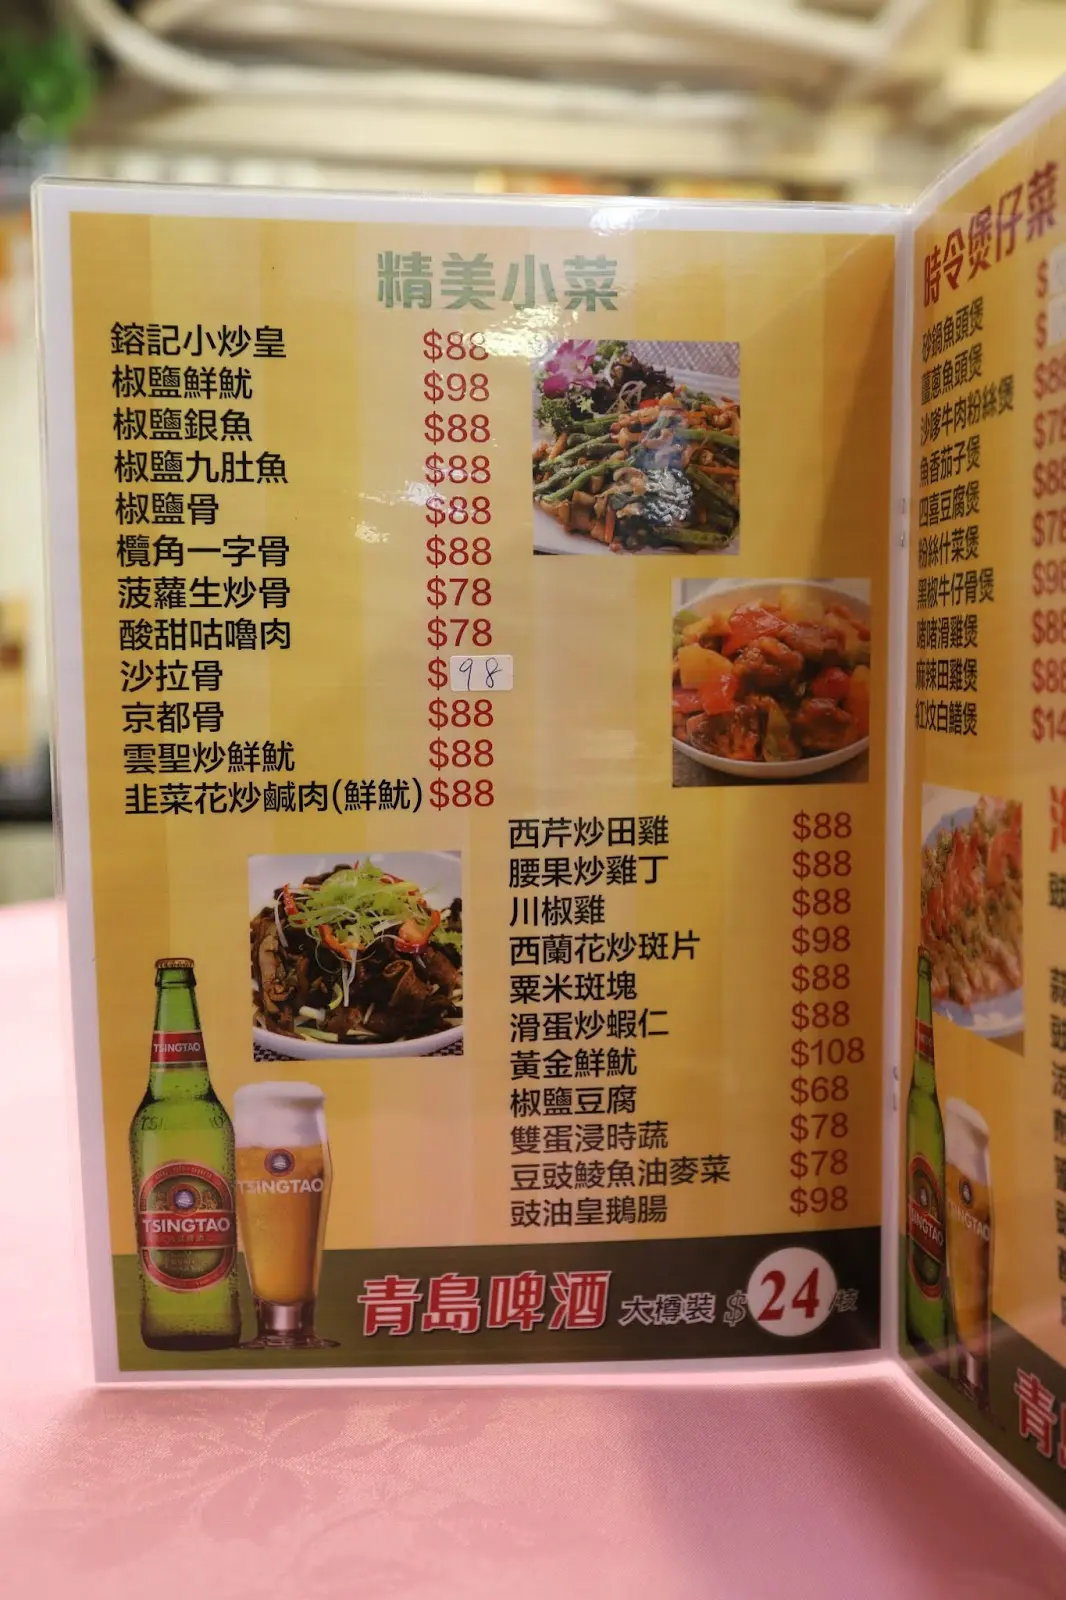 精美小菜
鎔記小炒皇 $88
椒鹽鮮魷 $98
椒鹽銀魚 $88
椒鹽九肚魚 $88
椒鹽骨 $88
欖角一字骨 $88
菠蘿生炒骨 $78
酸甜咕嚕肉 $78
沙拉骨 $98
京都骨 $88
雲聖炒鮮魷 $88
韭菜花炒鹹肉(鮮魷) $88
西芹炒田雞 $88
腰果炒雞丁 $88
川椒雞 $88
西蘭花炒斑片 $98
粟米斑塊 $88
滑蛋炒蝦仁 $88
黃金鮮魷 $108
椒鹽豆腐 $68
雙蛋浸時蔬 $78
豆豉鯪魚油麥菜 $78
豉油皇鵝腸 $98
TSINGTAO
TSINGTAO
TSINGTAO
青島啤酒 大樽裝 $24/枝
時令煲仔菜
砂鍋魚頭煲 $
薑蔥魚頭煲 $
沙嗲牛肉粉絲煲
魚香茄子煲
四喜豆腐煲
粉絲什菜煲
黑椒牛仔骨煲
啫啫滑雞煲
麻辣田雞煲
紅炆白鱔煲
TSINGTAO
TSINGTAO
青